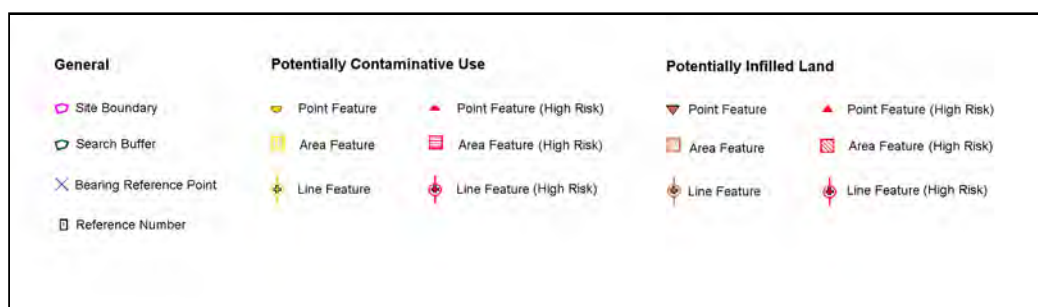 General
Site Boundary
Search Buffer
Bearing Reference Point
Reference Number
Potentially Contaminative Use
Point Feature
Point Feature (High Risk)
Area Feature
Area Feature (High Risk)
Line Feature
Line Feature (High Risk)
Potentially Infilled Land
Point Feature
Point Feature (High Risk)
Area Feature
Area Feature (High Risk)
Line Feature
Line Feature (High Risk)